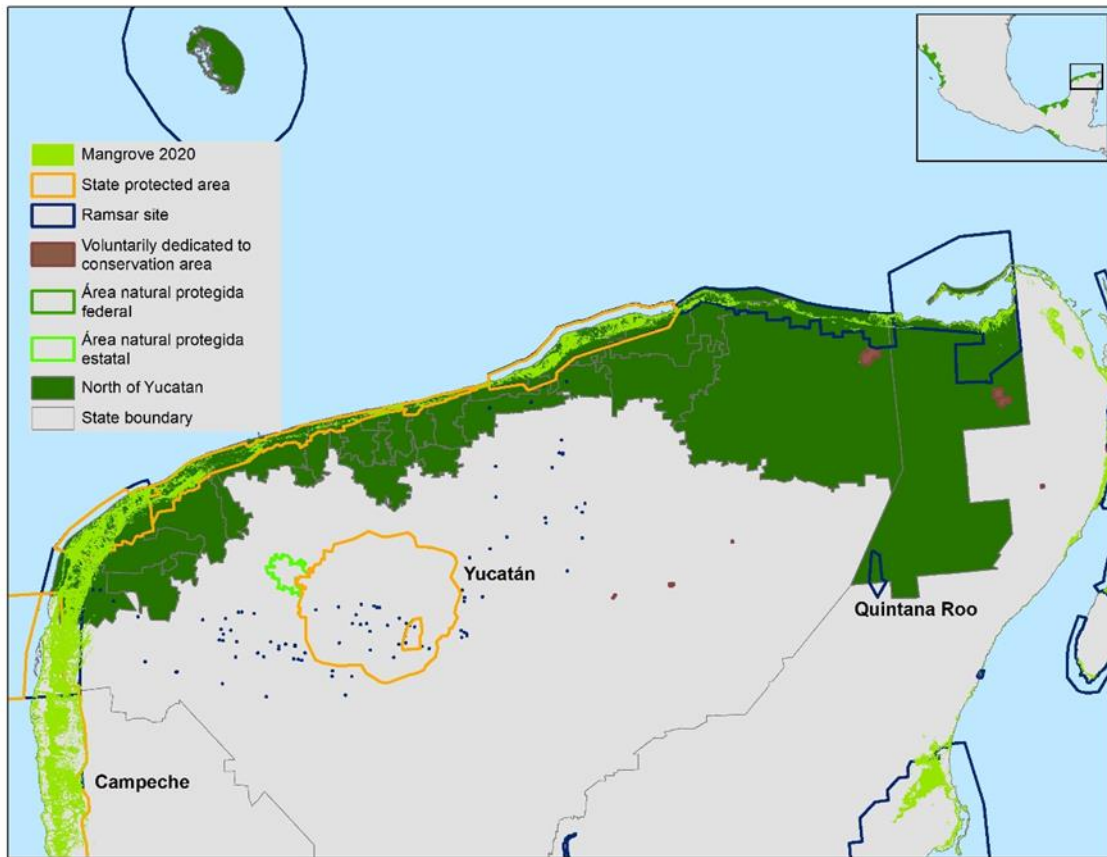 Mangrove 2020
State protected area
Ramsar site
Voluntarily dedicated to
conservation area
Área natural protegida
federal
Área natural protegida
estatal
North of Yucatan
State boundary
Yucatán
Quintana Roo
Campeche